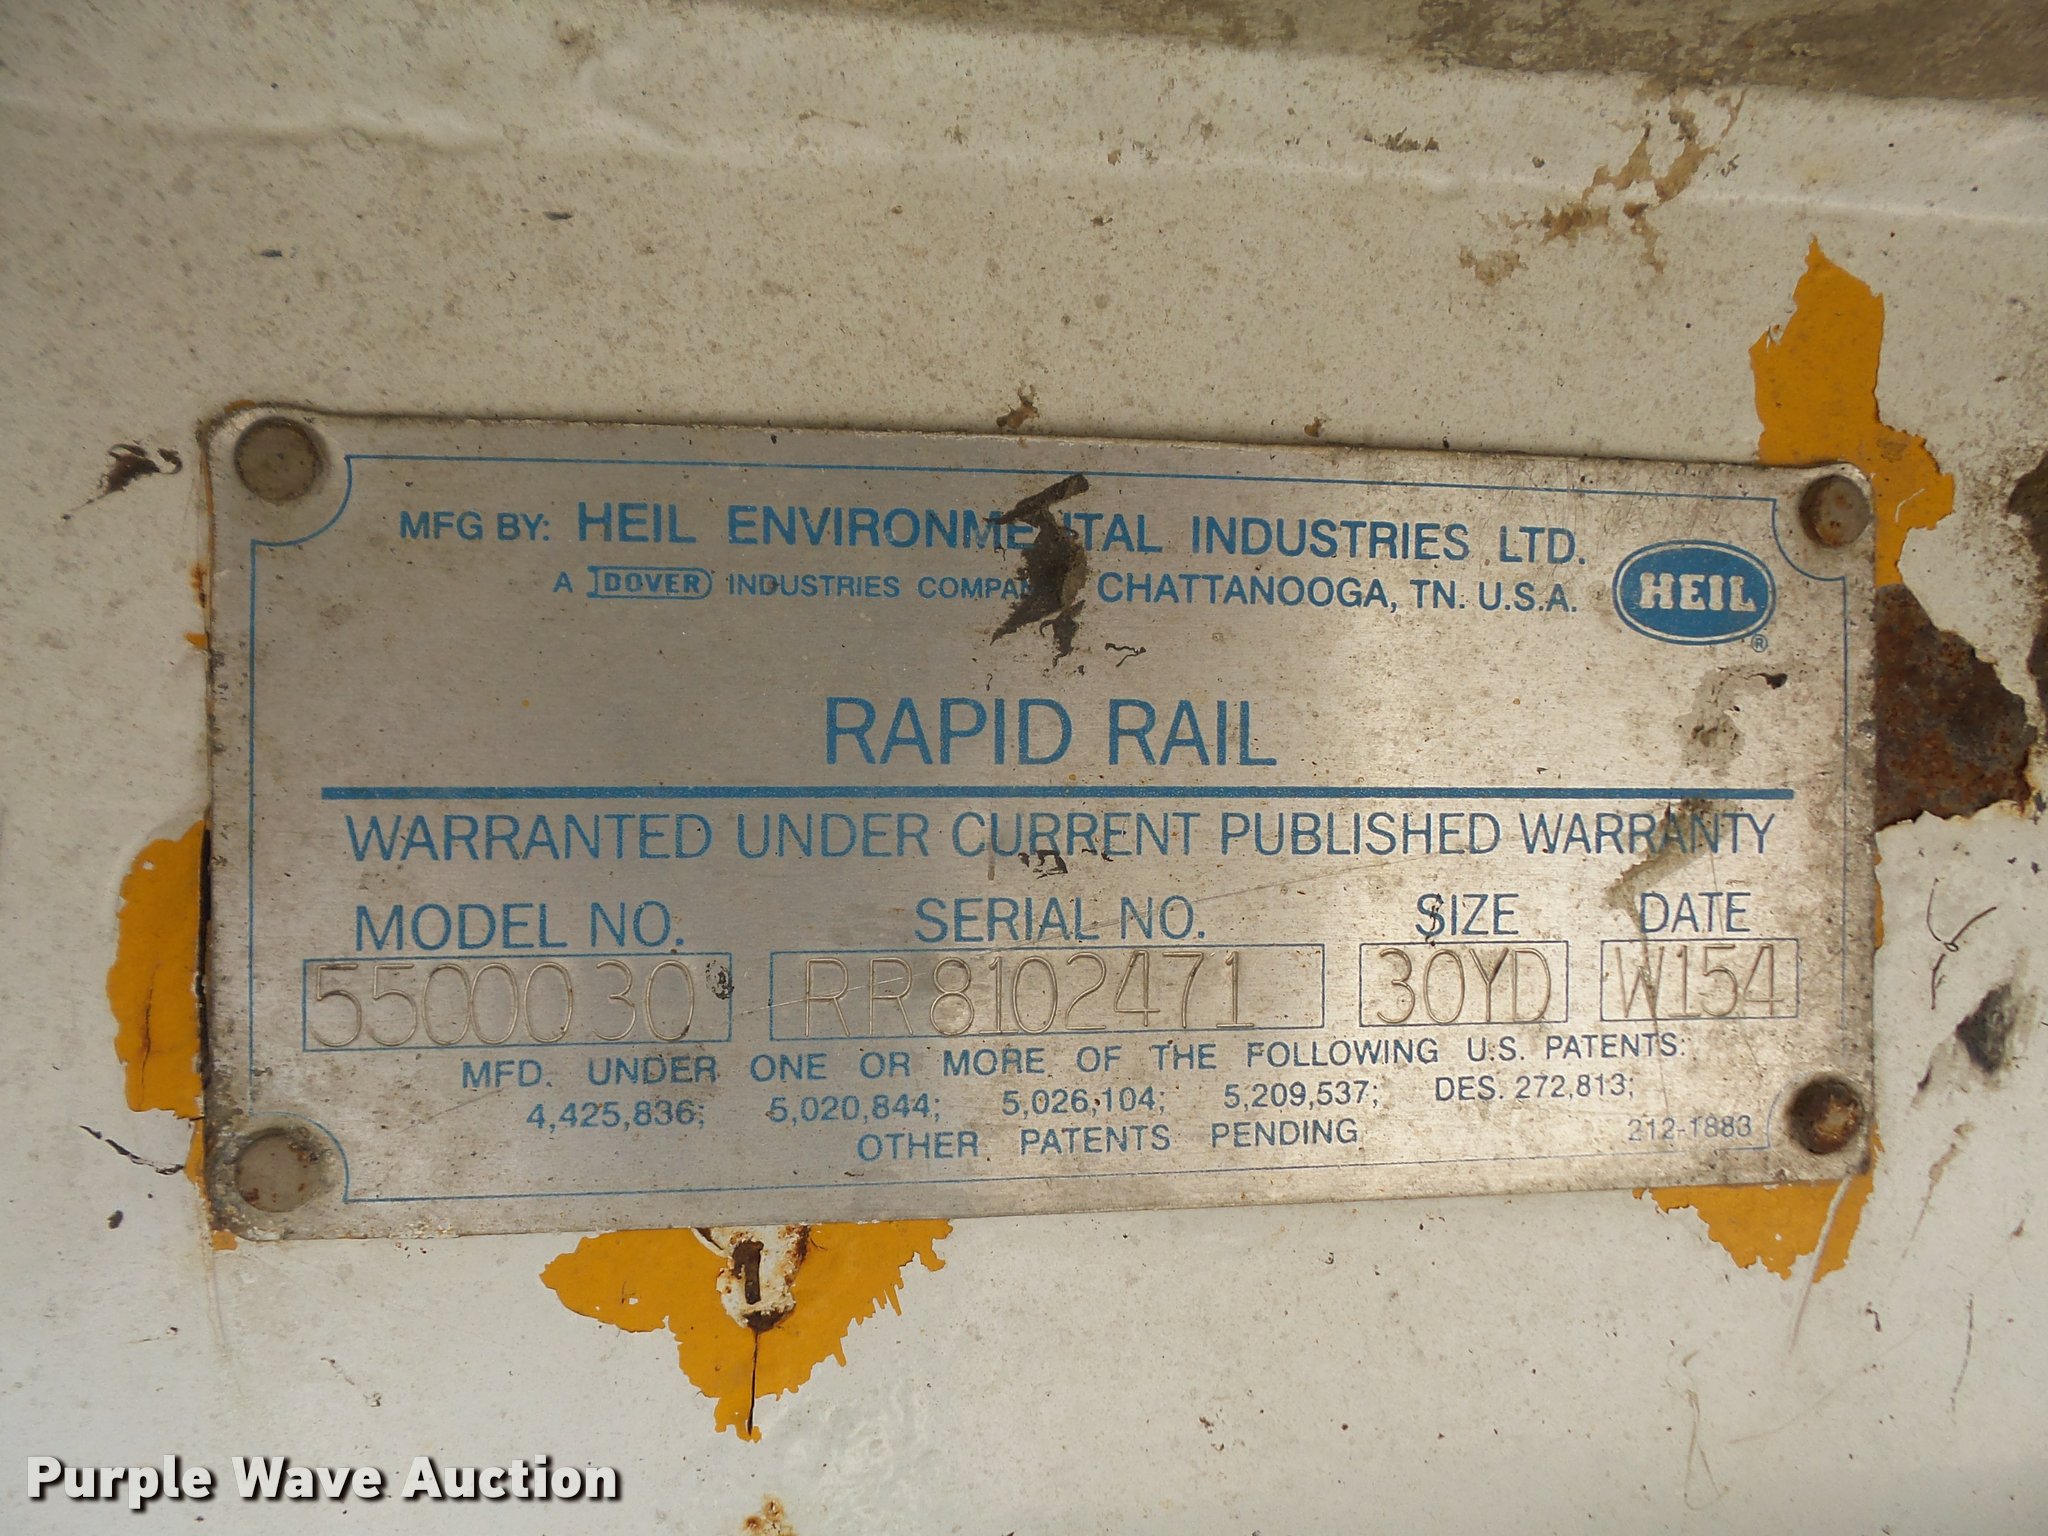 MFG BY: HEIL ENVIRONMENTAL INDUSTRIES LTD.
A DOVER INDUSTRIES COMPANY CHATTANOOGA, TN. U.S.A.
HEIL
®
RAPID RAIL
WARRANTED UNDER CURRENT PUBLISHED WARRANTY
MODEL NO. SERIAL NO. SIZE DATE
5500030 RR8102471 30YD W154
MFD. UNDER ONE OR MORE OF THE FOLLOWING U.S. PATENTS:
4,425,836; 5,020,844; 5,026,104; 5,209,537; DES. 272,813;
OTHER PATENTS PENDING
212-1883
Purple Wave Auction